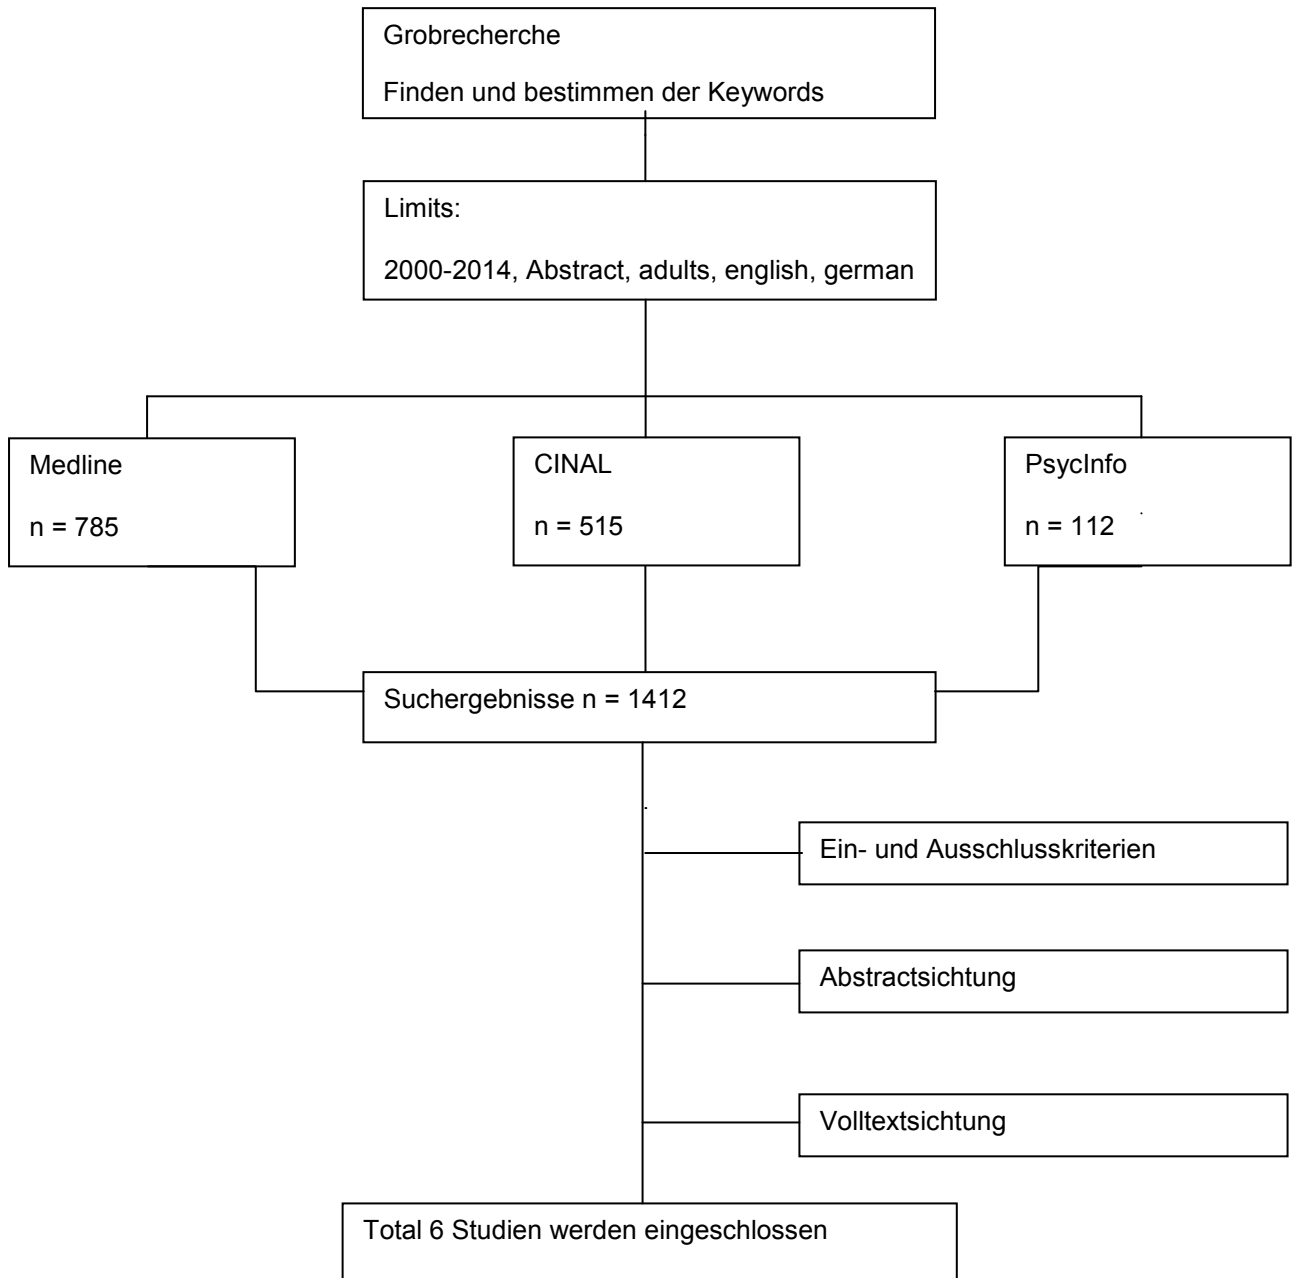 Grobrecherche
Finden und bestimmen der Keywords
Limits:
2000-2014, Abstract, adults, english, german
Medline
n = 785
CINAL
n = 515
PsycInfo
n = 112
Suchergebnisse n = 1412
Ein- und Ausschlusskriterien
Abstractsichtung
Volltextsichtung
Total 6 Studien werden eingeschlossen